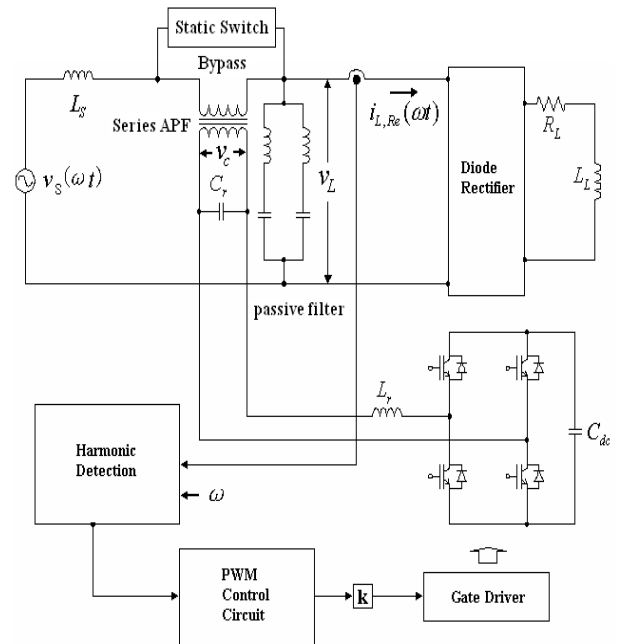 Static Switch
Bypass
L_S
Series APF
i_{L,Re}(ωt)
R_L
v_c
v_S(ωt)
C_r
v_L
Diode
Rectifier
L_L
passive filter
L_r
C_dc
Harmonic
Detection
ω
PWM
Control
Circuit
k
Gate Driver